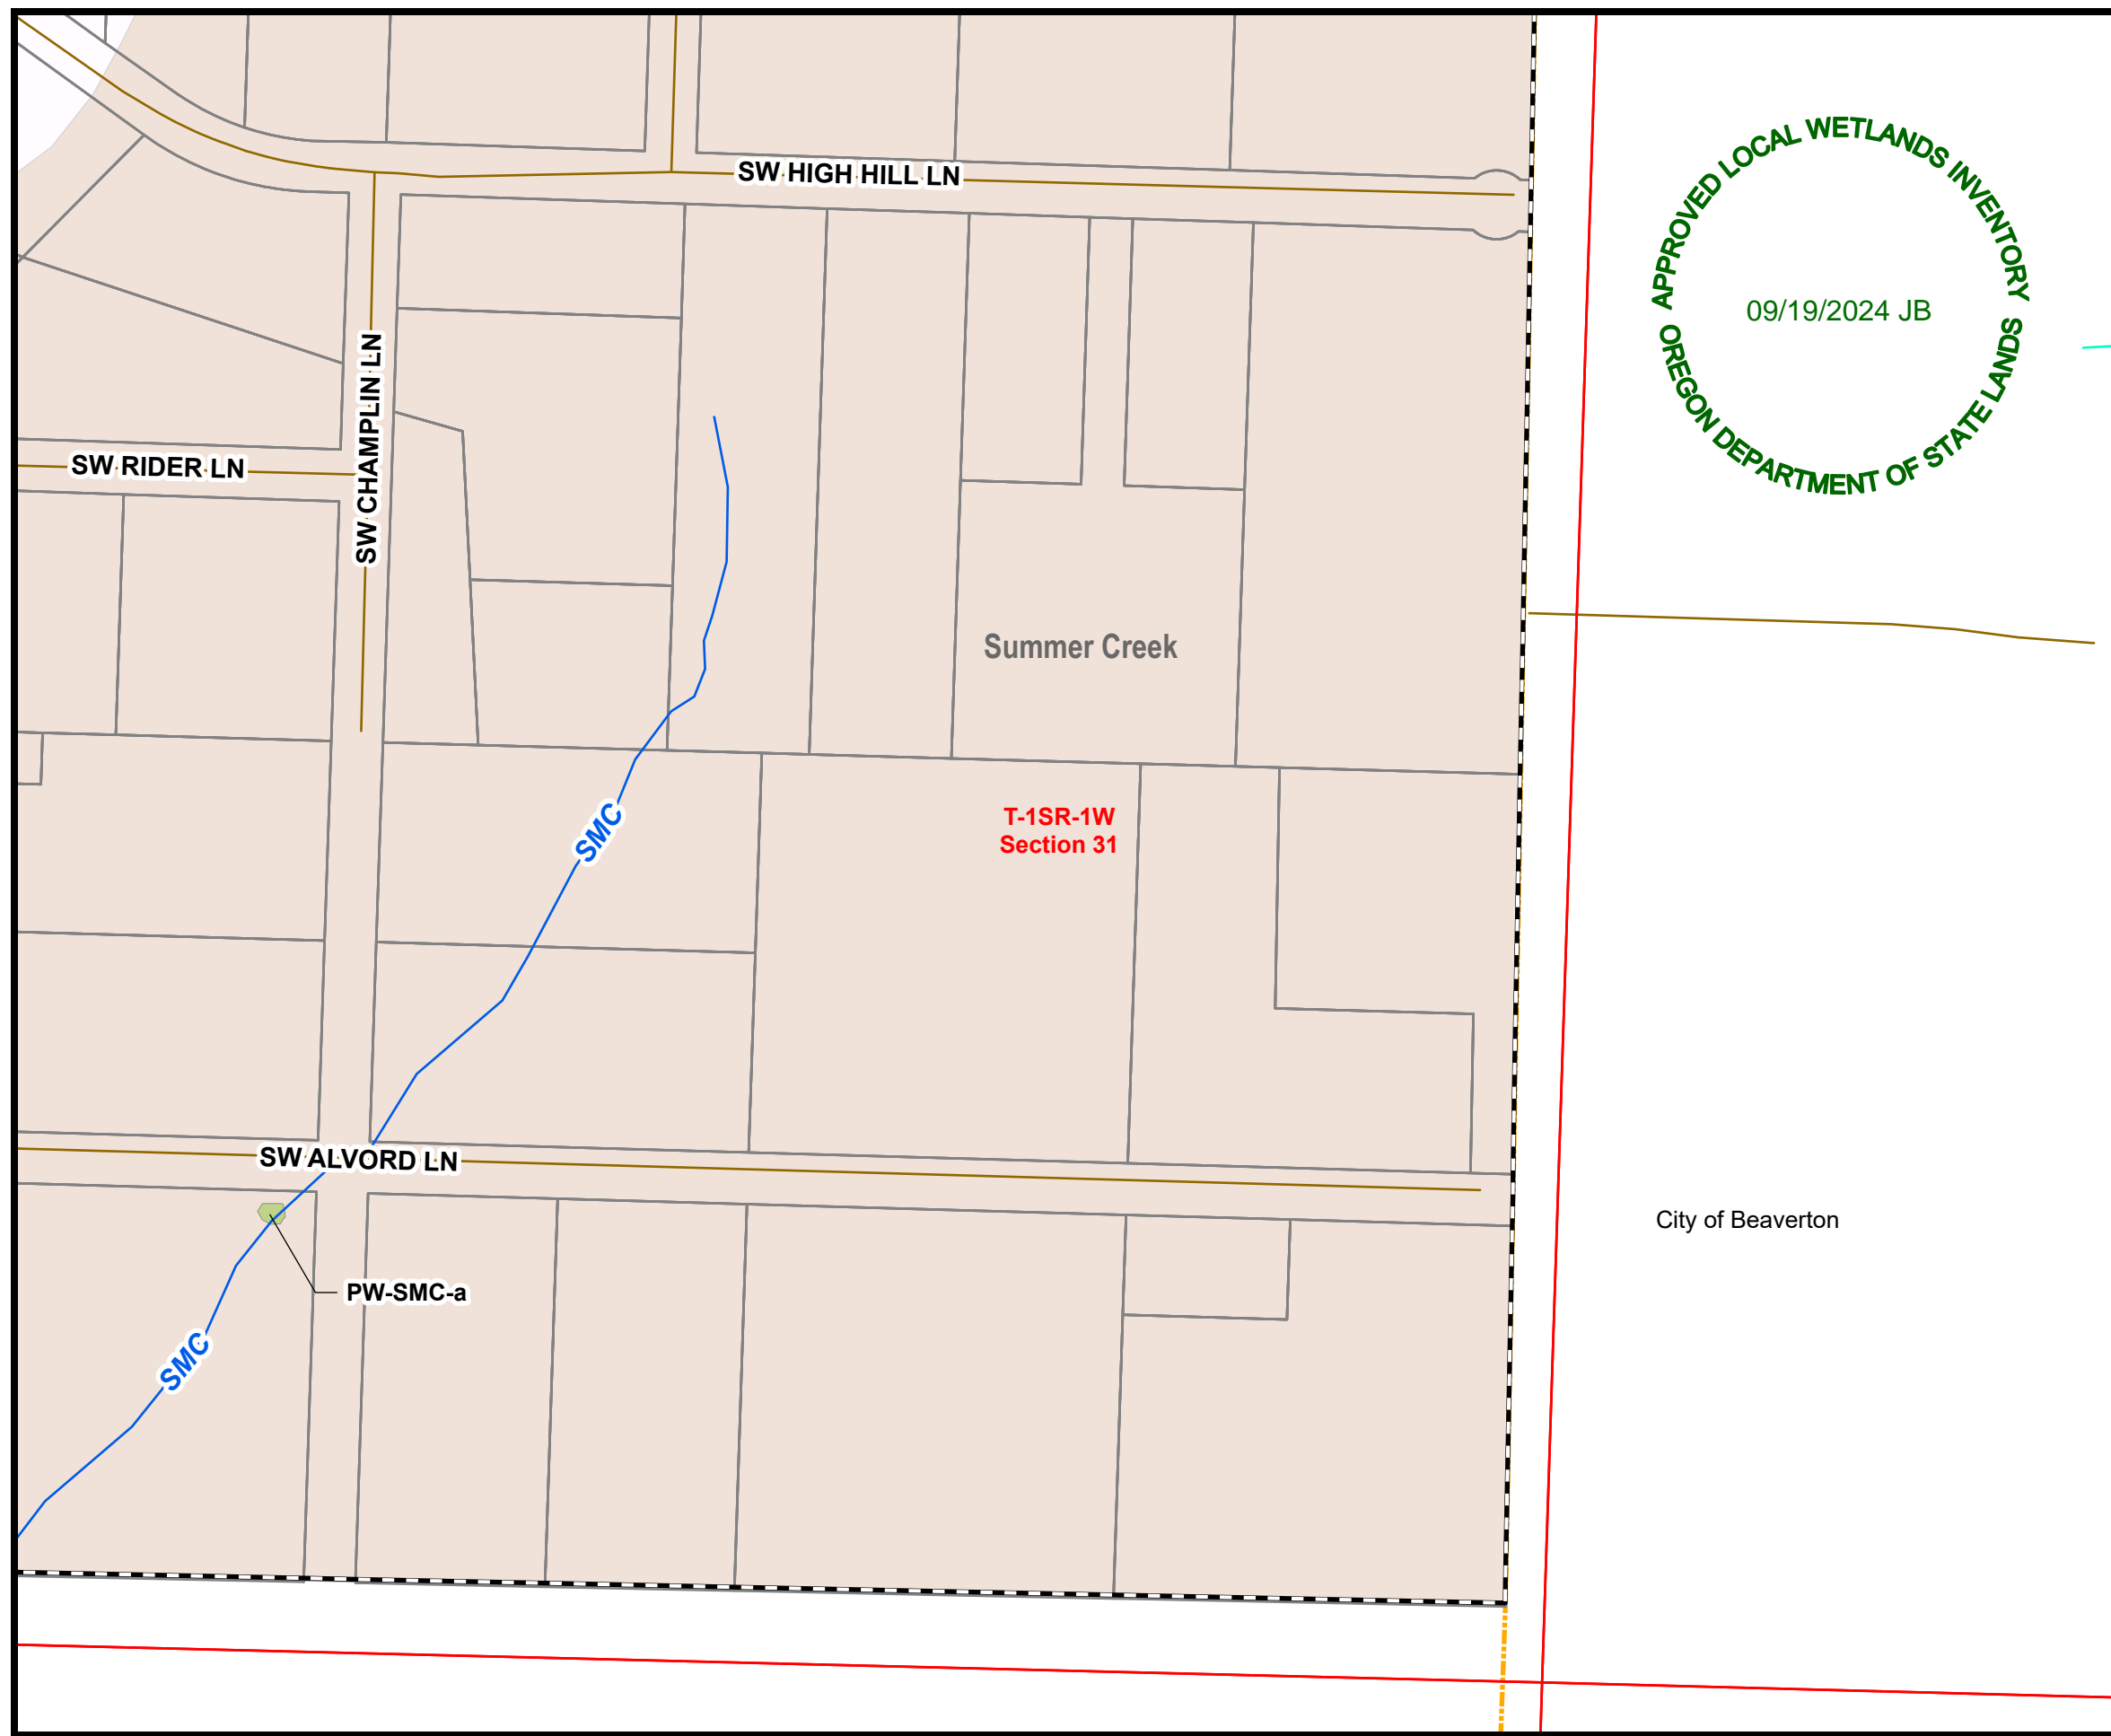 SW HIGH HILL LN
APPROVED LOCAL WETLANDS INVENTORY
09/19/2024 JB
OREGON DEPARTMENT OF STATE LANDS
SW CHAMPLIN LN
SW RIDER LN
Summer Creek
T-1SR-1W
Section 31
SMC
SW ALVORD LN
City of Beaverton
PW-SMC-a
SMC